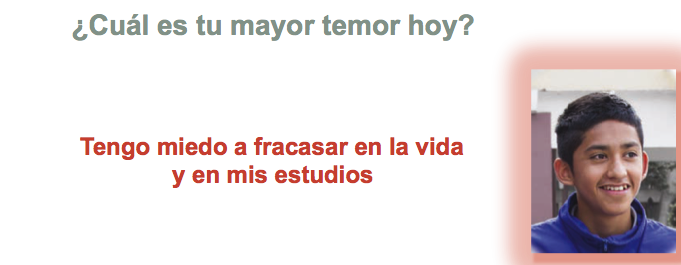 ¿Cuál es tu mayor temor hoy?
Tengo miedo a fracasar en la vida
y en mis estudios